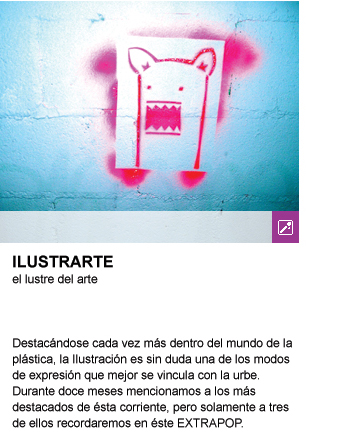 ILUSTRARTE
el lustre del arte
Destacándose cada vez más dentro del mundo de la
plástica, la Ilustración es sin duda una de los modos
de expresión que mejor se vincula con la urbe.
Durante doce meses mencionamos a los más
destacados de ésta corriente, pero solamente a tres
de ellos recordaremos en éste EXTRAPOP.